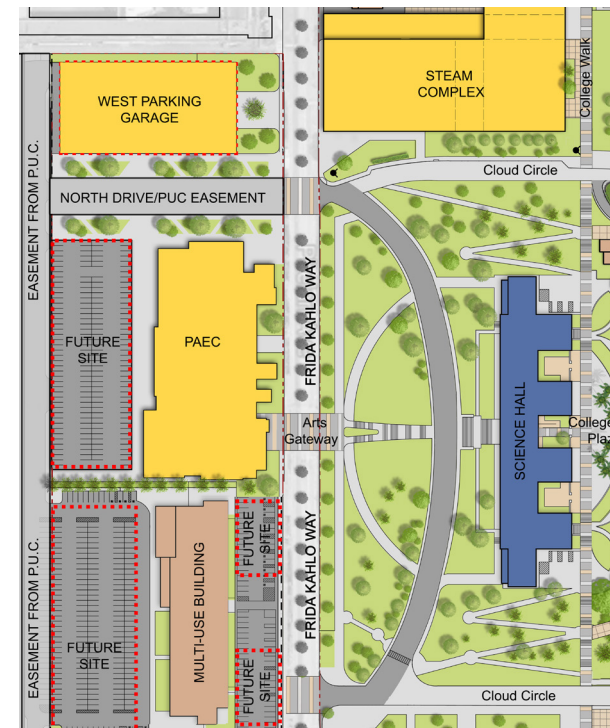 STEAM
COMPLEX
College Walk
WEST PARKING
GARAGE
EASEMENT FROM P.U.C.
Cloud Circle
NORTH DRIVE/PUC EASEMENT
FRIDA KAHLO WAY
FUTURE
SITE
PAEC
SCIENCE HALL
Arts
Gateway
College
Plaz
FUTURE
SITE
MULTI-USE BUILDING
FRIDA KAHLO WAY
EASEMENT FROM P.U.C.
FUTURE
SITE
FUTURE
SITE
Cloud Circle